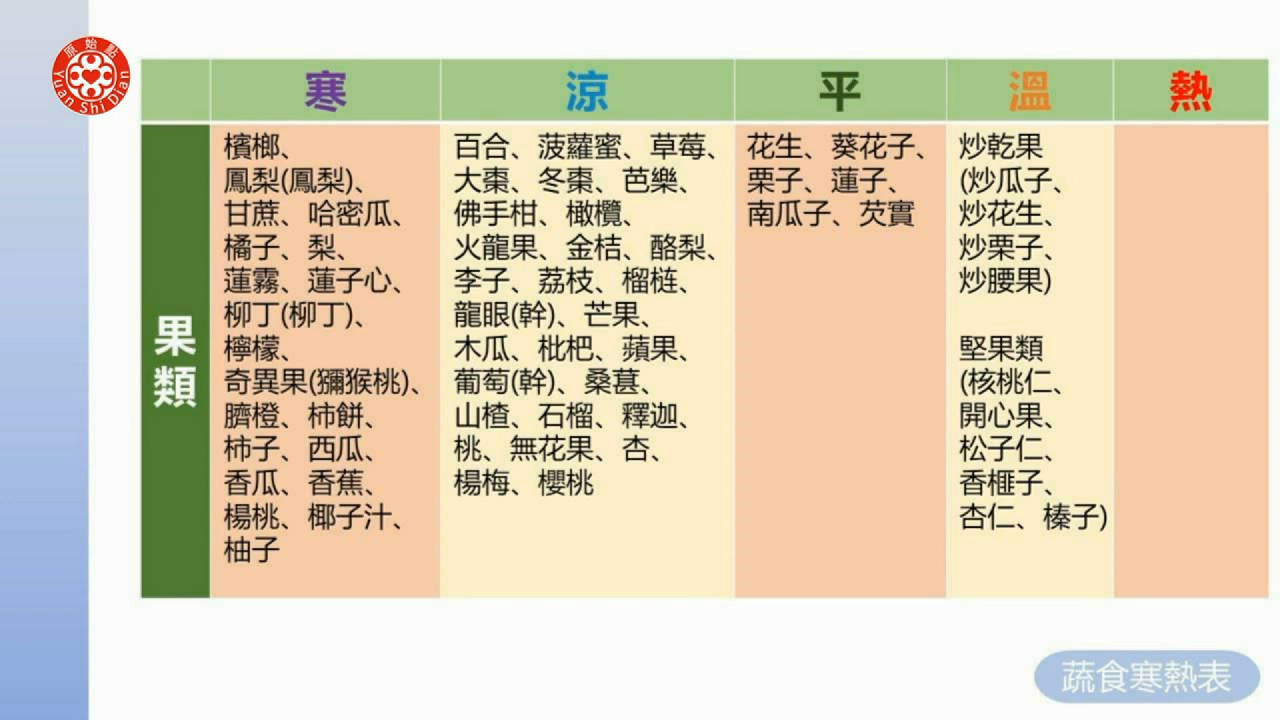 原始點
Yuan Shi Dian
寒
涼
平
溫
熱
果類
檳榔、
鳳梨(鳳梨)、
甘蔗、哈密瓜、
橘子、梨、
蓮霧、蓮子心、
柳丁(柳丁)、
檸檬、
奇異果(獼猴桃)、
臍橙、柿餅、
柿子、西瓜、
香瓜、香蕉、
楊桃、椰子汁、
柚子
百合、菠蘿蜜、草莓、
大棗、冬棗、芭樂、
佛手柑、橄欖、
火龍果、金桔、酪梨、
李子、荔枝、榴梿、
龍眼(幹)、芒果、
木瓜、枇杷、蘋果、
葡萄(幹)、桑葚、
山楂、石榴、釋迦、
桃、無花果、杏、
楊梅、櫻桃
花生、葵花子、
栗子、蓮子、
南瓜子、芡實
炒乾果
(炒瓜子、
炒花生、
炒栗子、
炒腰果)
堅果類
(核桃仁、
開心果、
松子仁、
香榧子、
杏仁、榛子)
蔬食寒熱表